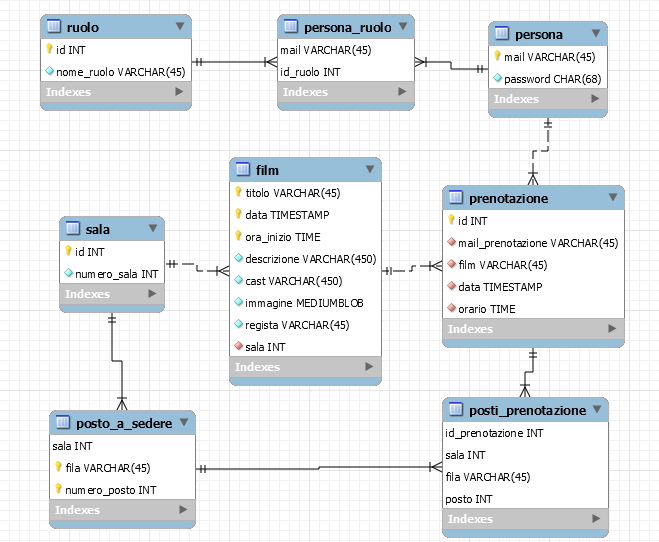 ruolo
id INT
nome_ruolo VARCHAR(45)
Indexes
persona_ruolo
mail VARCHAR(45)
id_ruolo INT
Indexes
persona
mail VARCHAR(45)
password CHAR(68)
Indexes
film
titolo VARCHAR(45)
data TIMESTAMP
ora_inizio TIME
descrizione VARCHAR(450)
cast VARCHAR(450)
immagine MEDIUMBLOB
regista VARCHAR(45)
sala INT
Indexes
prenotazione
id INT
mail_prenotazione VARCHAR(45)
film VARCHAR(45)
data TIMESTAMP
orario TIME
Indexes
sala
id INT
numero_sala INT
Indexes
posto_a_sedere
sala INT
fila VARCHAR(45)
numero_posto INT
Indexes
posti_prenotazione
id_prenotazione INT
sala INT
fila VARCHAR(45)
posto INT
Indexes